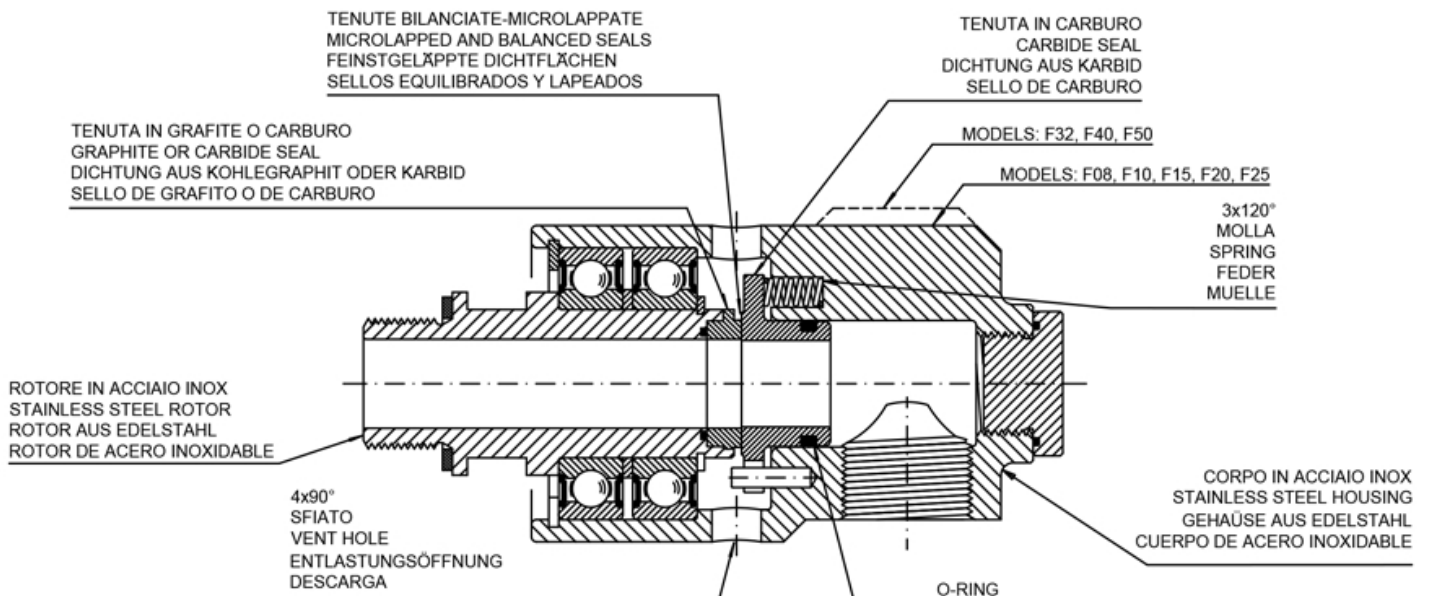 TENUTE BILANCIATE-MICROLAPPATE
MICROLAPPED AND BALANCED SEALS
FEINSTGELÄPPTE DICHTFLÄCHEN
SELLOS EQUILIBRADOS Y LAPEADOS
TENUTA IN CARBURO
CARBIDE SEAL
DICHTUNG AUS KARBID
SELLO DE CARBURO
TENUTA IN GRAFITE O CARBURO
GRAPHITE OR CARBIDE SEAL
DICHTUNG AUS KOHLEGRAPHIT ODER KARBID
SELLO DE GRAFITO O DE CARBURO
MODELS: F32, F40, F50
MODELS: F08, F10, F15, F20, F25
3x120°
MOLLA
SPRING
FEDER
MUELLE
ROTORE IN ACCIAIO INOX
STAINLESS STEEL ROTOR
ROTOR AUS EDELSTAHL
ROTOR DE ACERO INOXIDABLE
4x90°
SFIATO
VENT HOLE
ENTLASTUNGSÖFFNUNG
DESCARGA
CORPO IN ACCIAIO INOX
STAINLESS STEEL HOUSING
GEHAÜSE AUS EDELSTAHL
CUERPO DE ACERO INOXIDABLE
O-RING